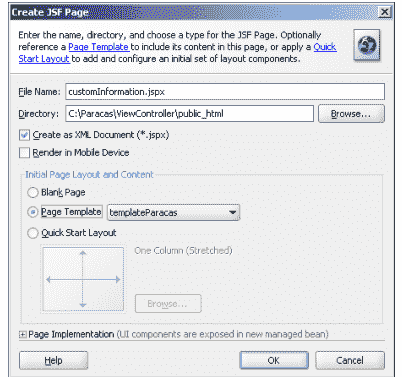 Create JSF Page
Enter the name, directory, and choose a type for the JSF Page. Optionally
reference a Page Template to include its content in this page, or apply a Quick
Start Layout to add and configure an initial set of layout components.
File Name: customInformation.jspx
Directory: C:\Paracas\ViewController\public_html Browse...
Create as XML Document (*.jspx)
Render in Mobile Device
Initial Page Layout and Content
Blank Page
Page Template templateParacas
Quick Start Layout
One Column (Stretched)
Browse...
Page Implementation (UI components are exposed in new managed bean)
Help OK Cancel